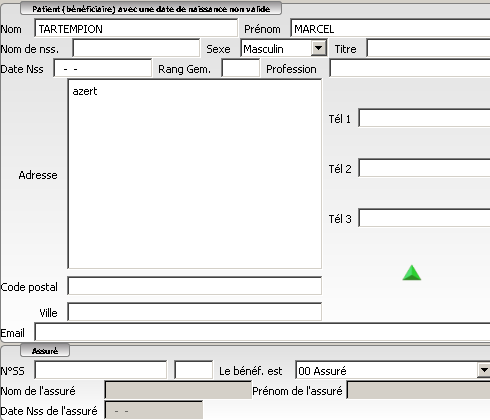 Patient (bénéficiaire) avec une date de naissance non valide
Nom TARTEMPION Prénom MARCEL
Nom de nss. Sexe Masculin Titre
Date Nss - - Rang Gem. Profession
azert
Tél 1
Tél 2
Adresse
Tél 3
Code postal
Ville
Email
Assuré
N°SS Le bénéf. est 00 Assuré
Nom de l'assuré Prénom de l'assuré
Date Nss de l'assuré - -